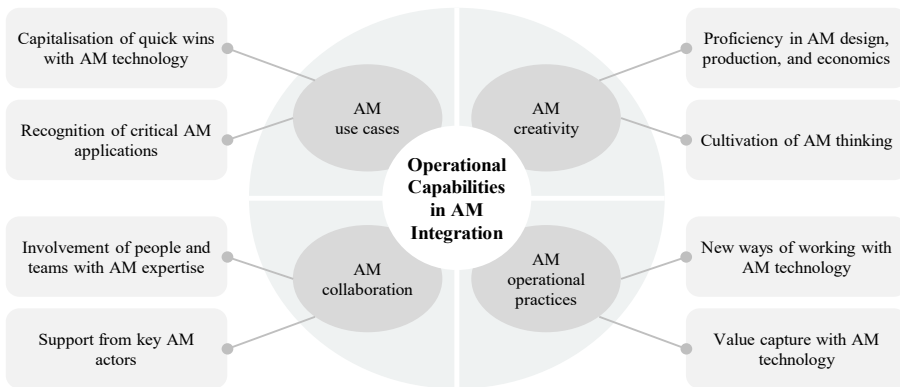 Capitalisation of quick wins
with AM technology
Recognition of critical AM
applications
AM
use cases
AM
creativity
Proficiency in AM design,
production, and economics
Cultivation of AM thinking
Operational
Capabilities
in AM
Integration
Involvement of people and
teams with AM expertise
Support from key AM
actors
AM
collaboration
AM
operational
practices
New ways of working with
AM technology
Value capture with AM
technology